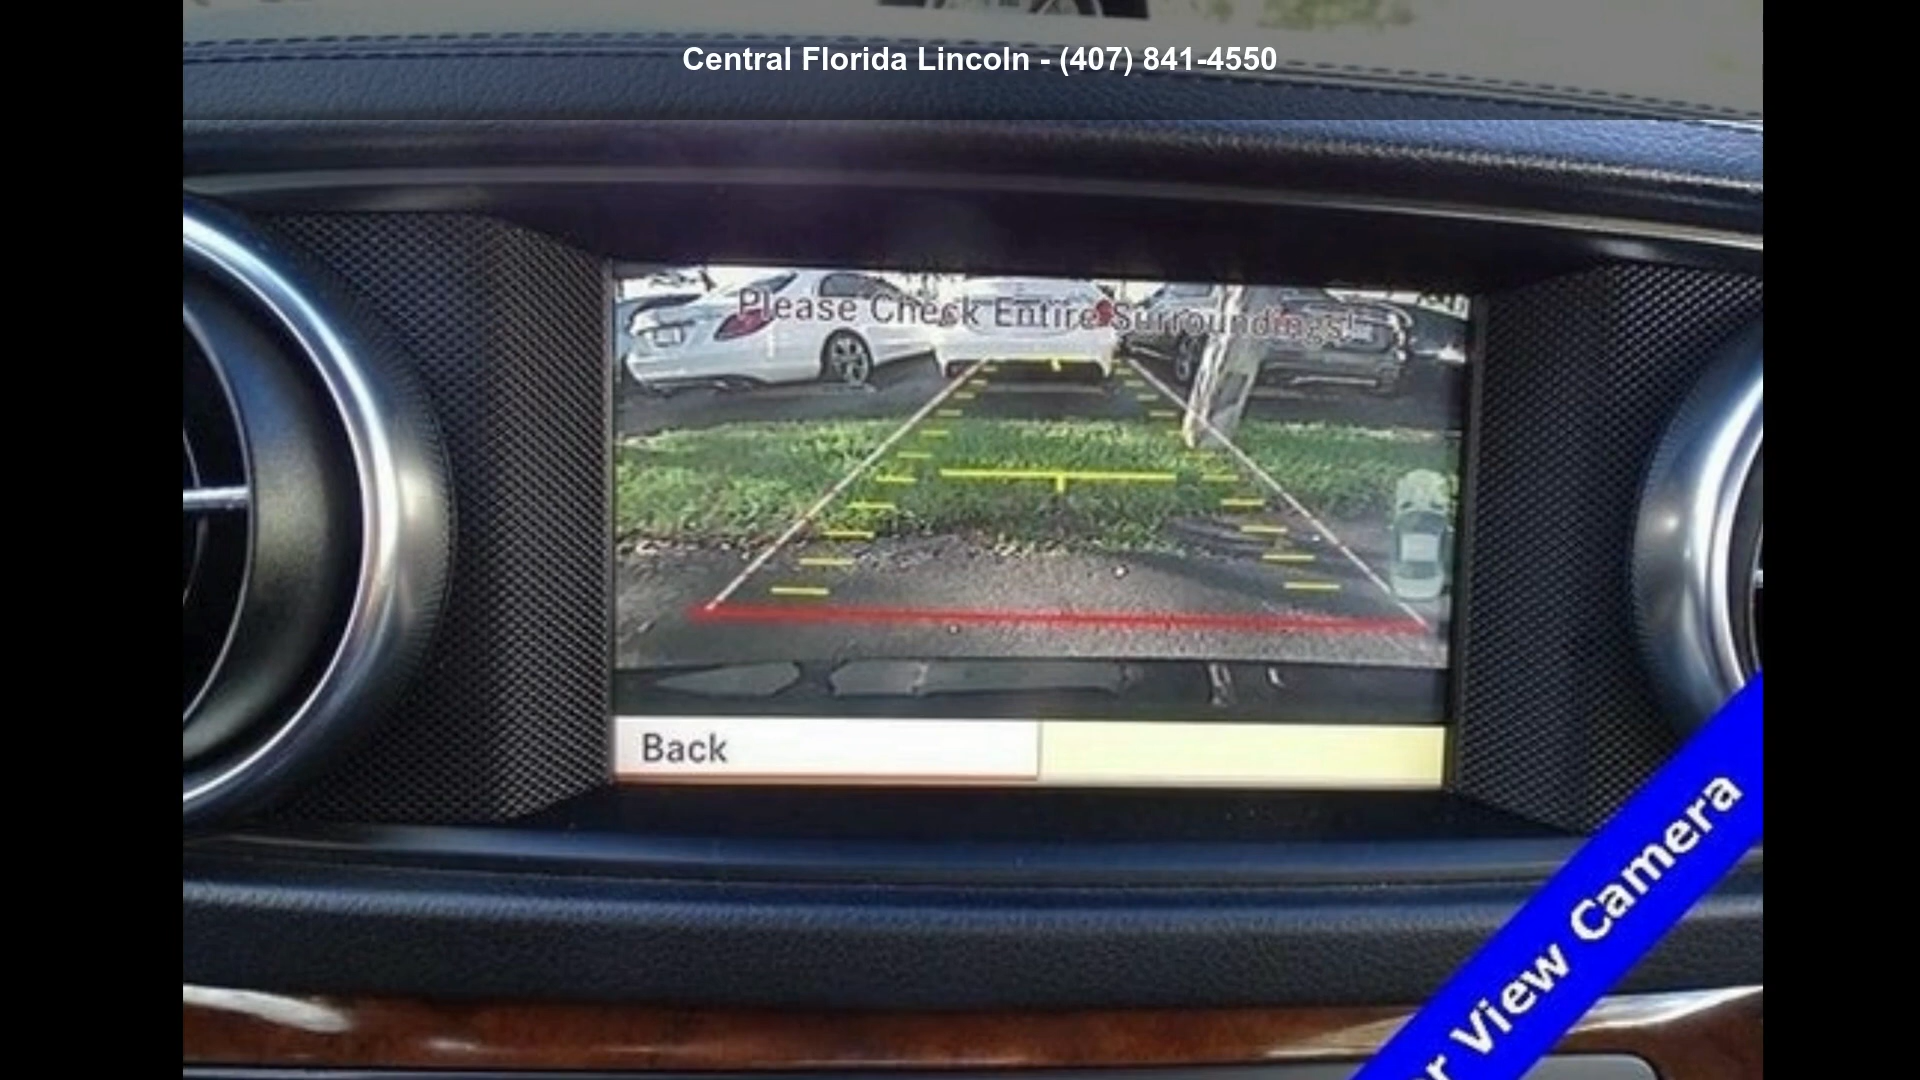 Central Florida Lincoln - (407) 841-4550
Please Check Entire Surroundings!
Back
r View Camera